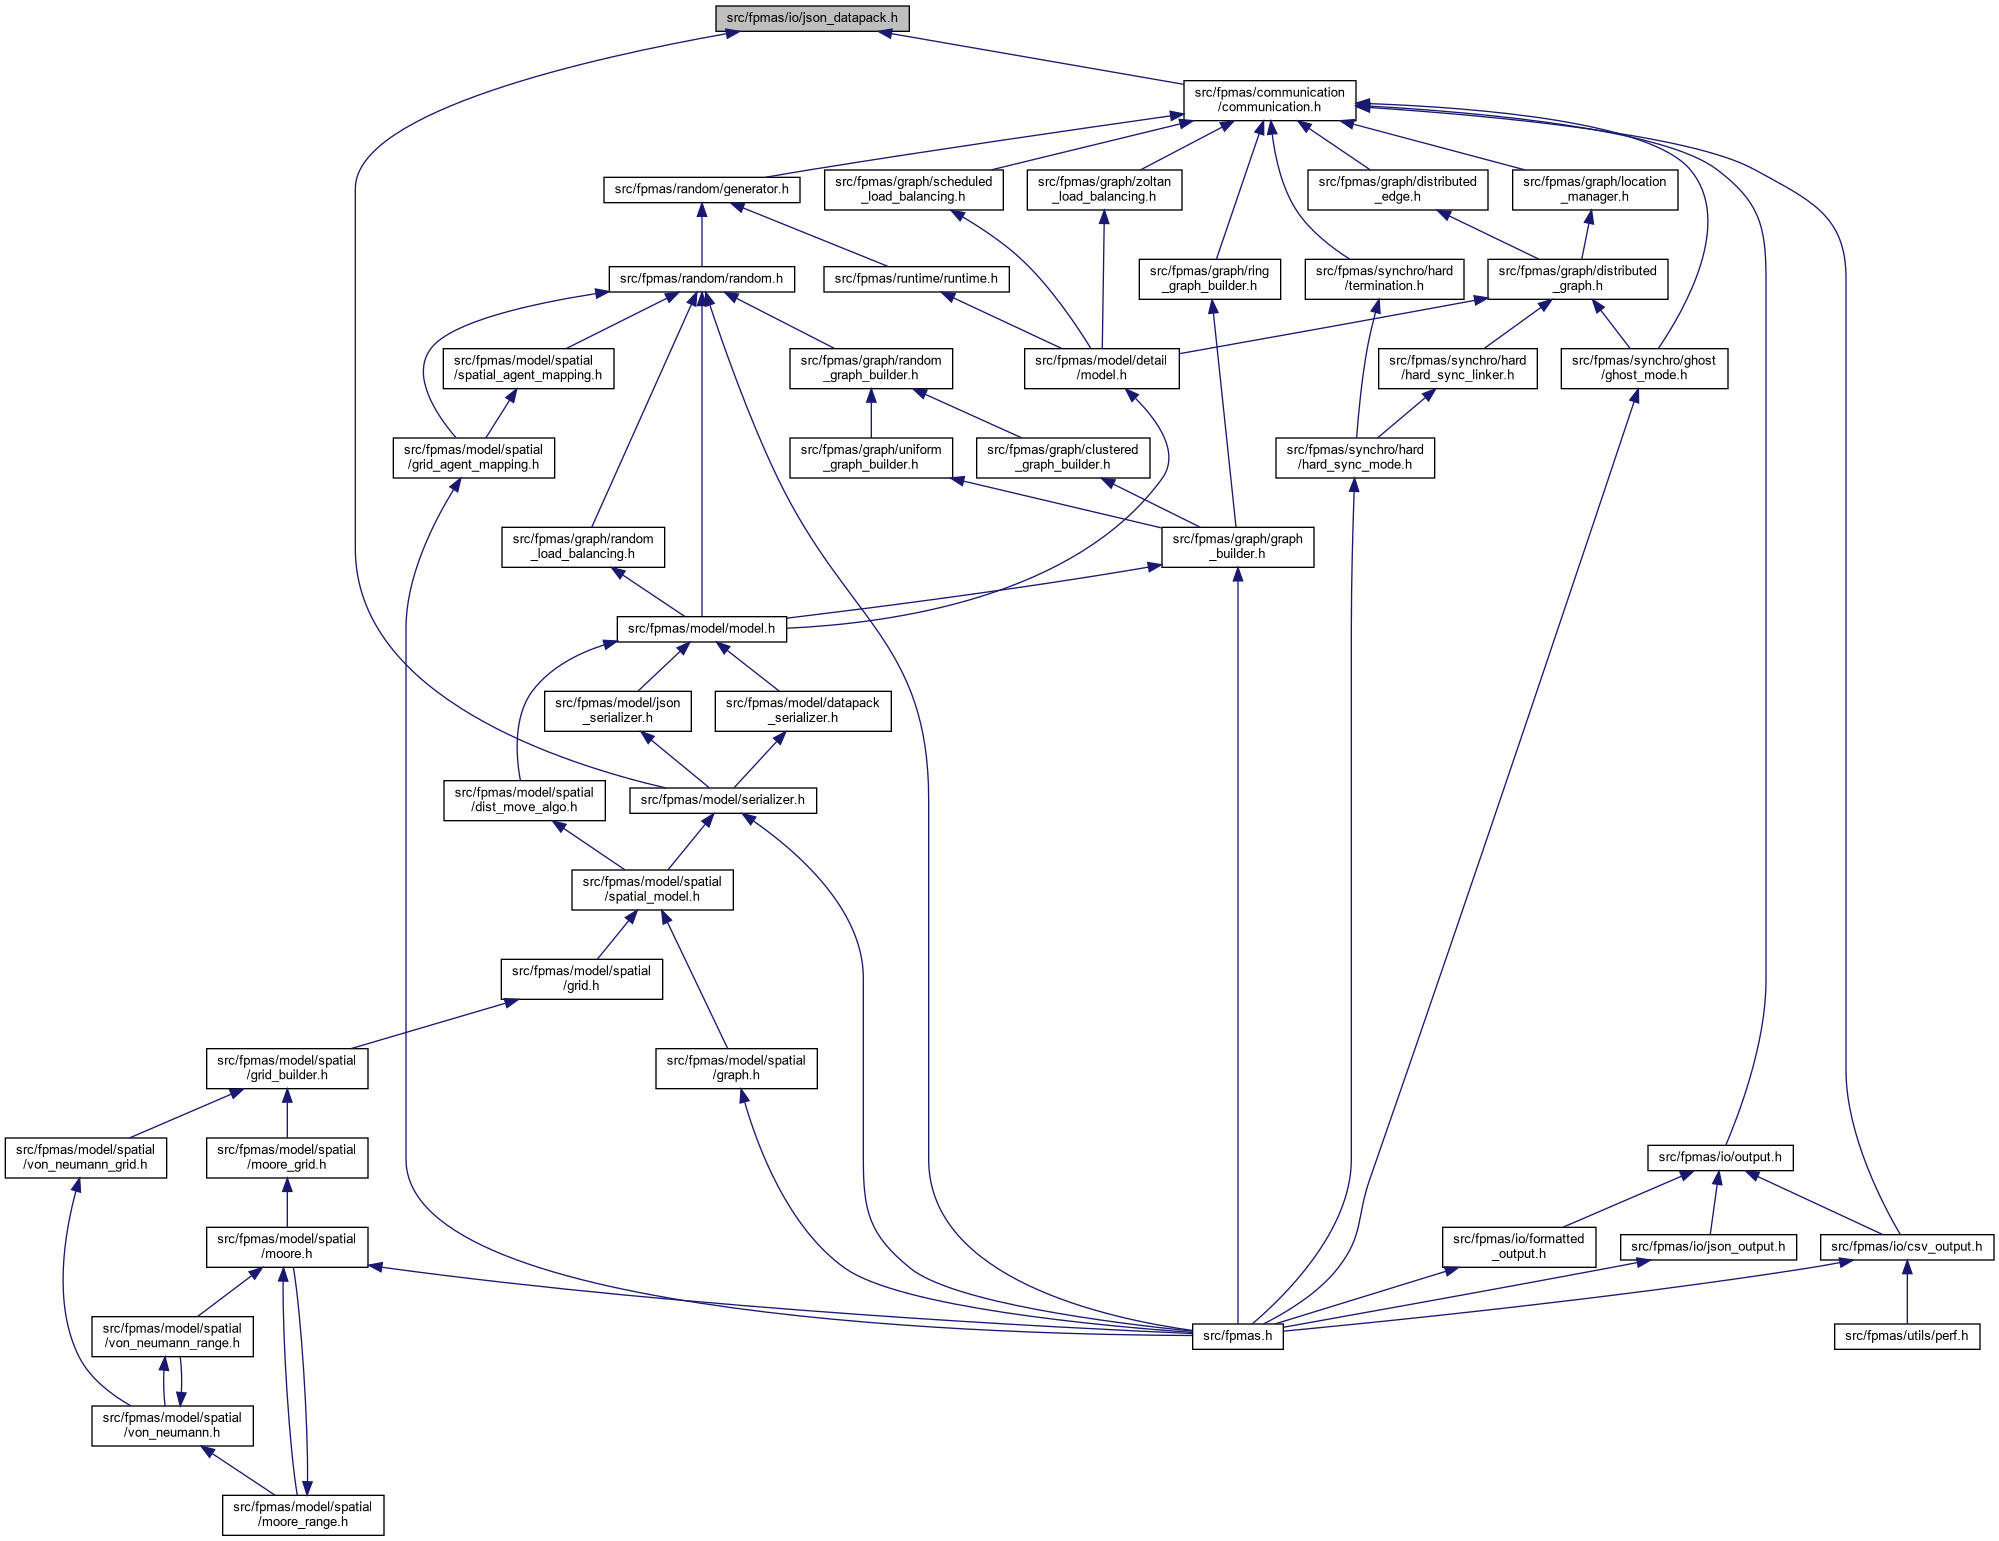 src/fpmas/io/json_datapack.h
src/fpmas/communication
/communication.h
src/fpmas/random/generator.h
src/fpmas/graph/scheduled
_load_balancing.h
src/fpmas/graph/zoltan
_load_balancing.h
src/fpmas/graph/distributed
_edge.h
src/fpmas/graph/location
_manager.h
src/fpmas/random/random.h
src/fpmas/runtime/runtime.h
src/fpmas/graph/ring
_graph_builder.h
src/fpmas/synchro/hard
/termination.h
src/fpmas/graph/distributed
_graph.h
src/fpmas/model/spatial
/spatial_agent_mapping.h
src/fpmas/graph/random
_graph_builder.h
src/fpmas/model/detail
/model.h
src/fpmas/synchro/hard
/hard_sync_linker.h
src/fpmas/synchro/ghost
/ghost_mode.h
src/fpmas/model/spatial
/grid_agent_mapping.h
src/fpmas/graph/uniform
_graph_builder.h
src/fpmas/graph/clustered
_graph_builder.h
src/fpmas/synchro/hard
/hard_sync_mode.h
src/fpmas/graph/random
_load_balancing.h
src/fpmas/graph/graph
_builder.h
src/fpmas/model/model.h
src/fpmas/model/json
_serializer.h
src/fpmas/model/datapack
_serializer.h
src/fpmas/model/spatial
/dist_move_algo.h
src/fpmas/model/serializer.h
src/fpmas/model/spatial
/spatial_model.h
src/fpmas/model/spatial
/grid.h
src/fpmas/model/spatial
/grid_builder.h
src/fpmas/model/spatial
/graph.h
src/fpmas/model/spatial
/von_neumann_grid.h
src/fpmas/model/spatial
/moore_grid.h
src/fpmas/io/output.h
src/fpmas/model/spatial
/moore.h
src/fpmas/io/formatted
_output.h
src/fpmas/io/json_output.h
src/fpmas/io/csv_output.h
src/fpmas/model/spatial
/von_neumann_range.h
src/fpmas.h
src/fpmas/utils/perf.h
src/fpmas/model/spatial
/von_neumann.h
src/fpmas/model/spatial
/moore_range.h